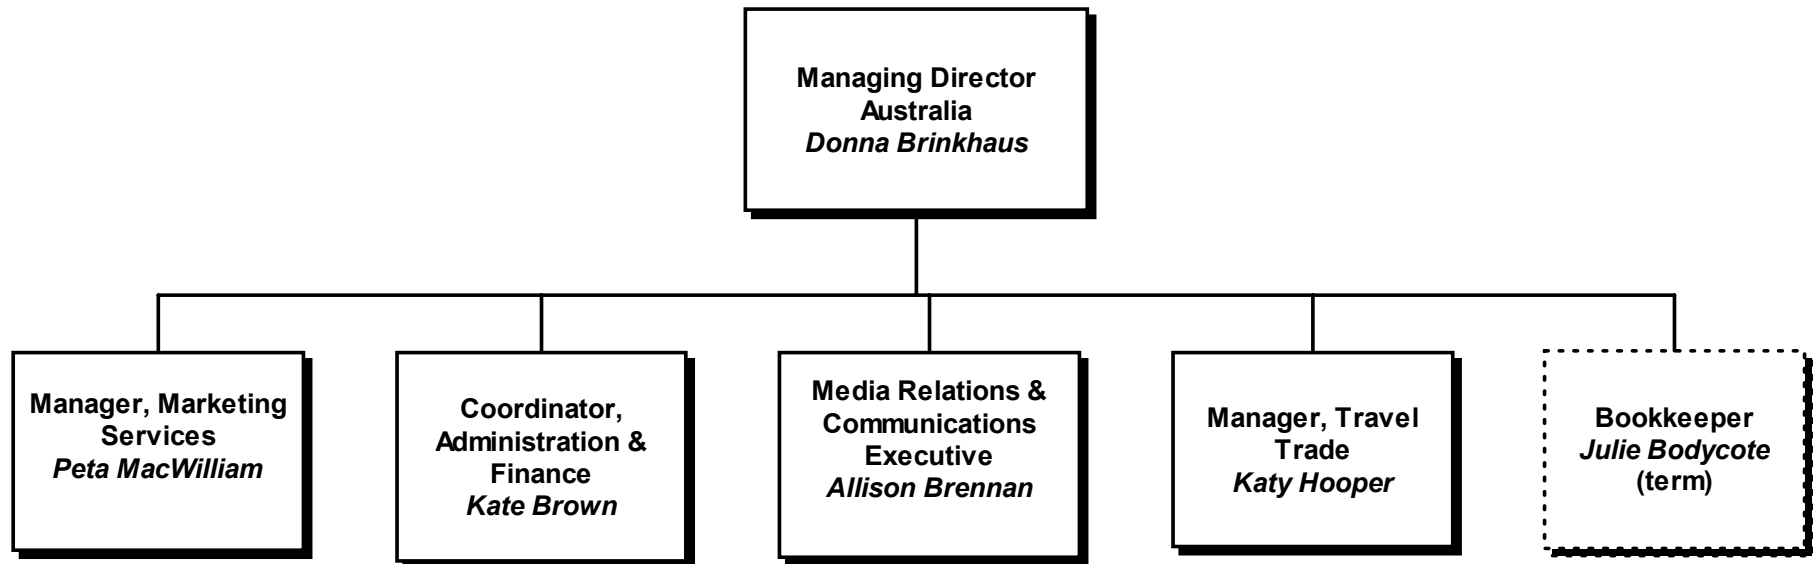 Managing Director
Australia
Donna Brinkhaus
Manager, Marketing
Services
Peta MacWilliam
Coordinator,
Administration &
Finance
Kate Brown
Media Relations &
Communications
Executive
Allison Brennan
Manager, Travel
Trade
Katy Hooper
Bookkeeper
Julie Bodycote
(term)